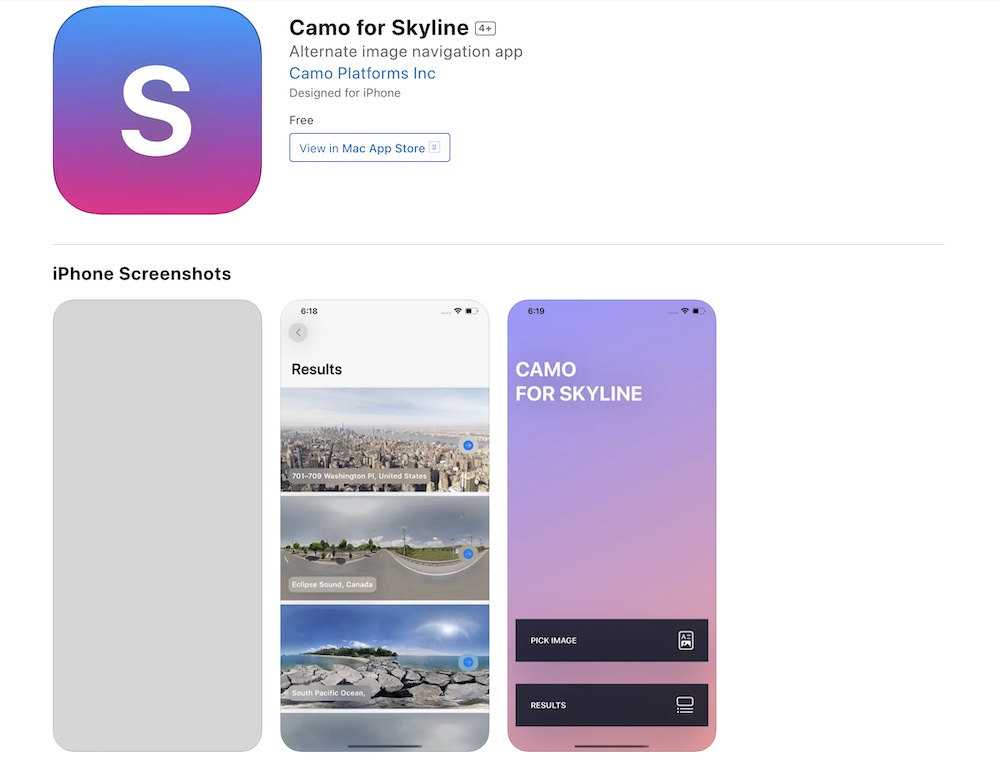 S
Camo for Skyline 4+
Alternate image navigation app
Camo Platforms Inc
Designed for iPhone
Free
View in Mac App Store
iPhone Screenshots
6:18
Results
701–709 Washington Pl, United States
Eclipse Sound, Canada
South Pacific Ocean,
6:19
CAMO
FOR SKYLINE
PICK IMAGE
RESULTS